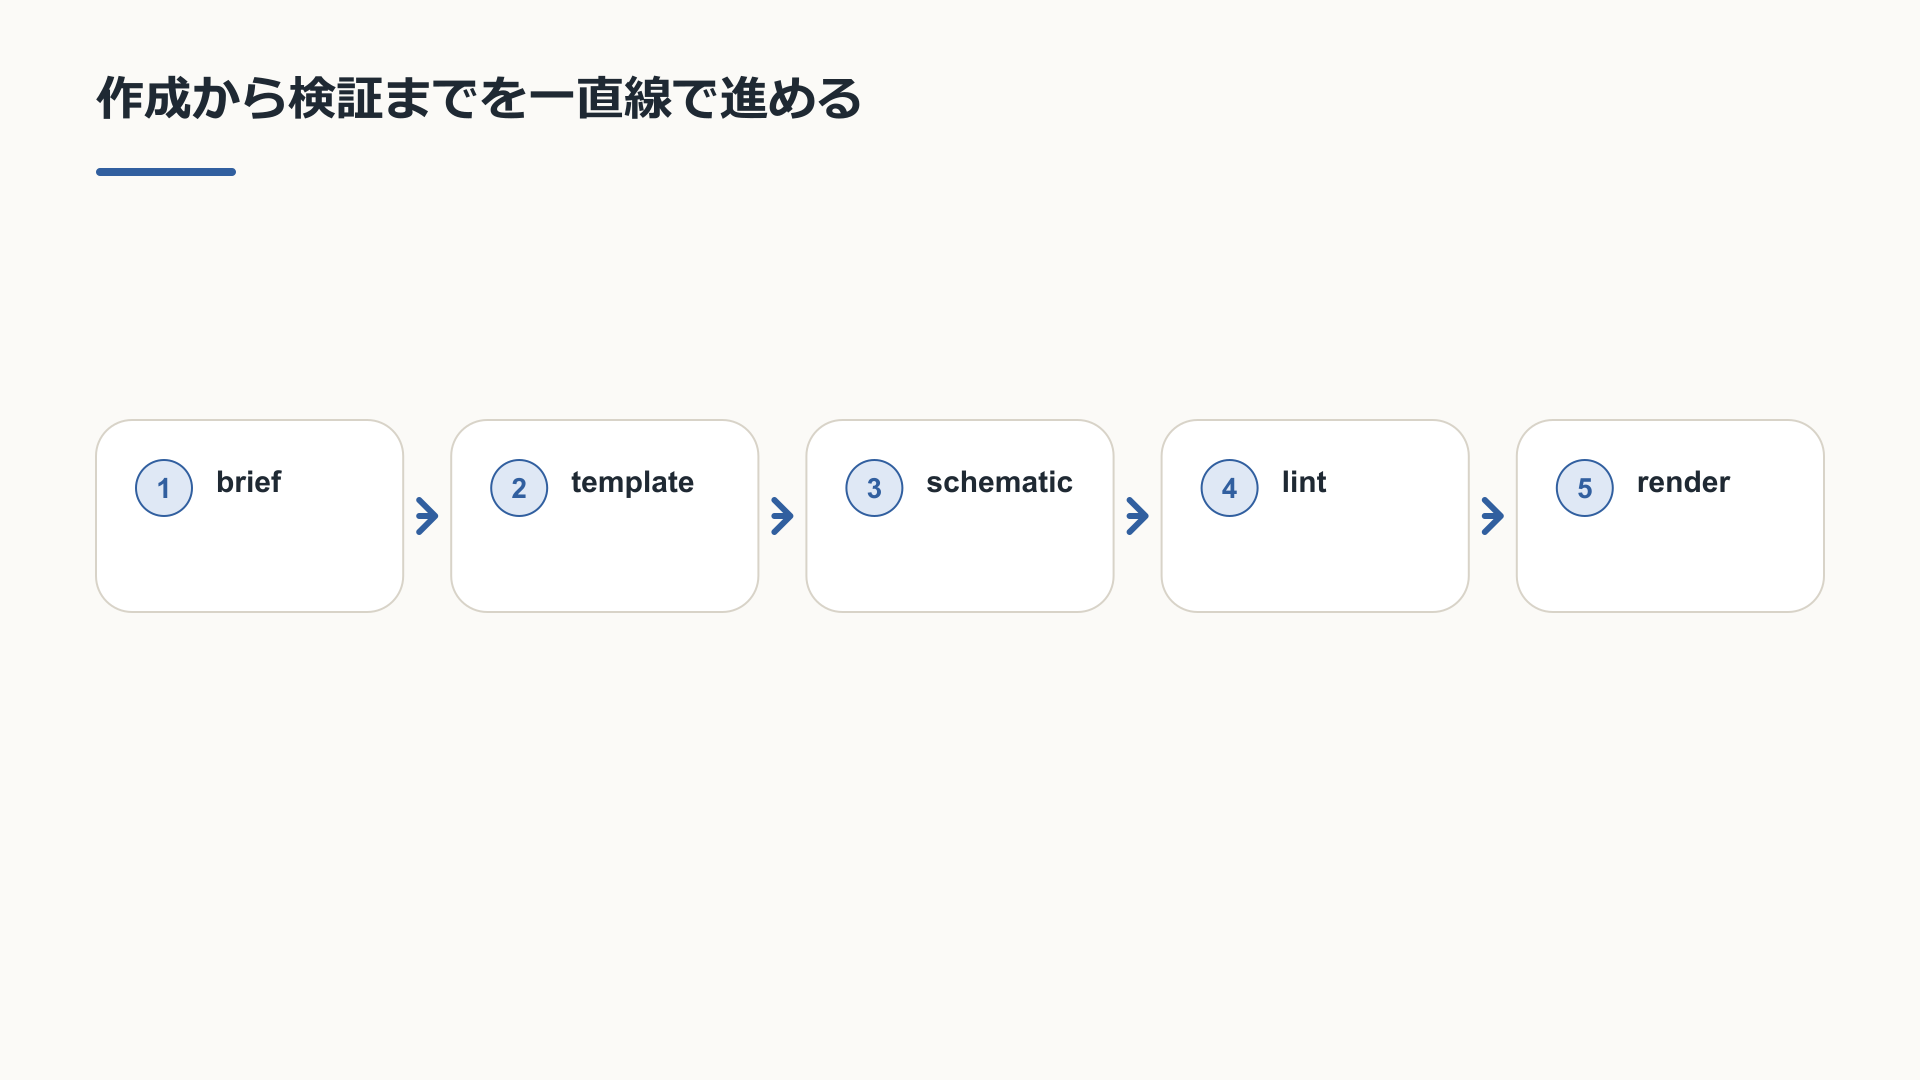 作成から検証までを一直線で進める
1 brief
2 template
3 schematic
4 lint
5 render